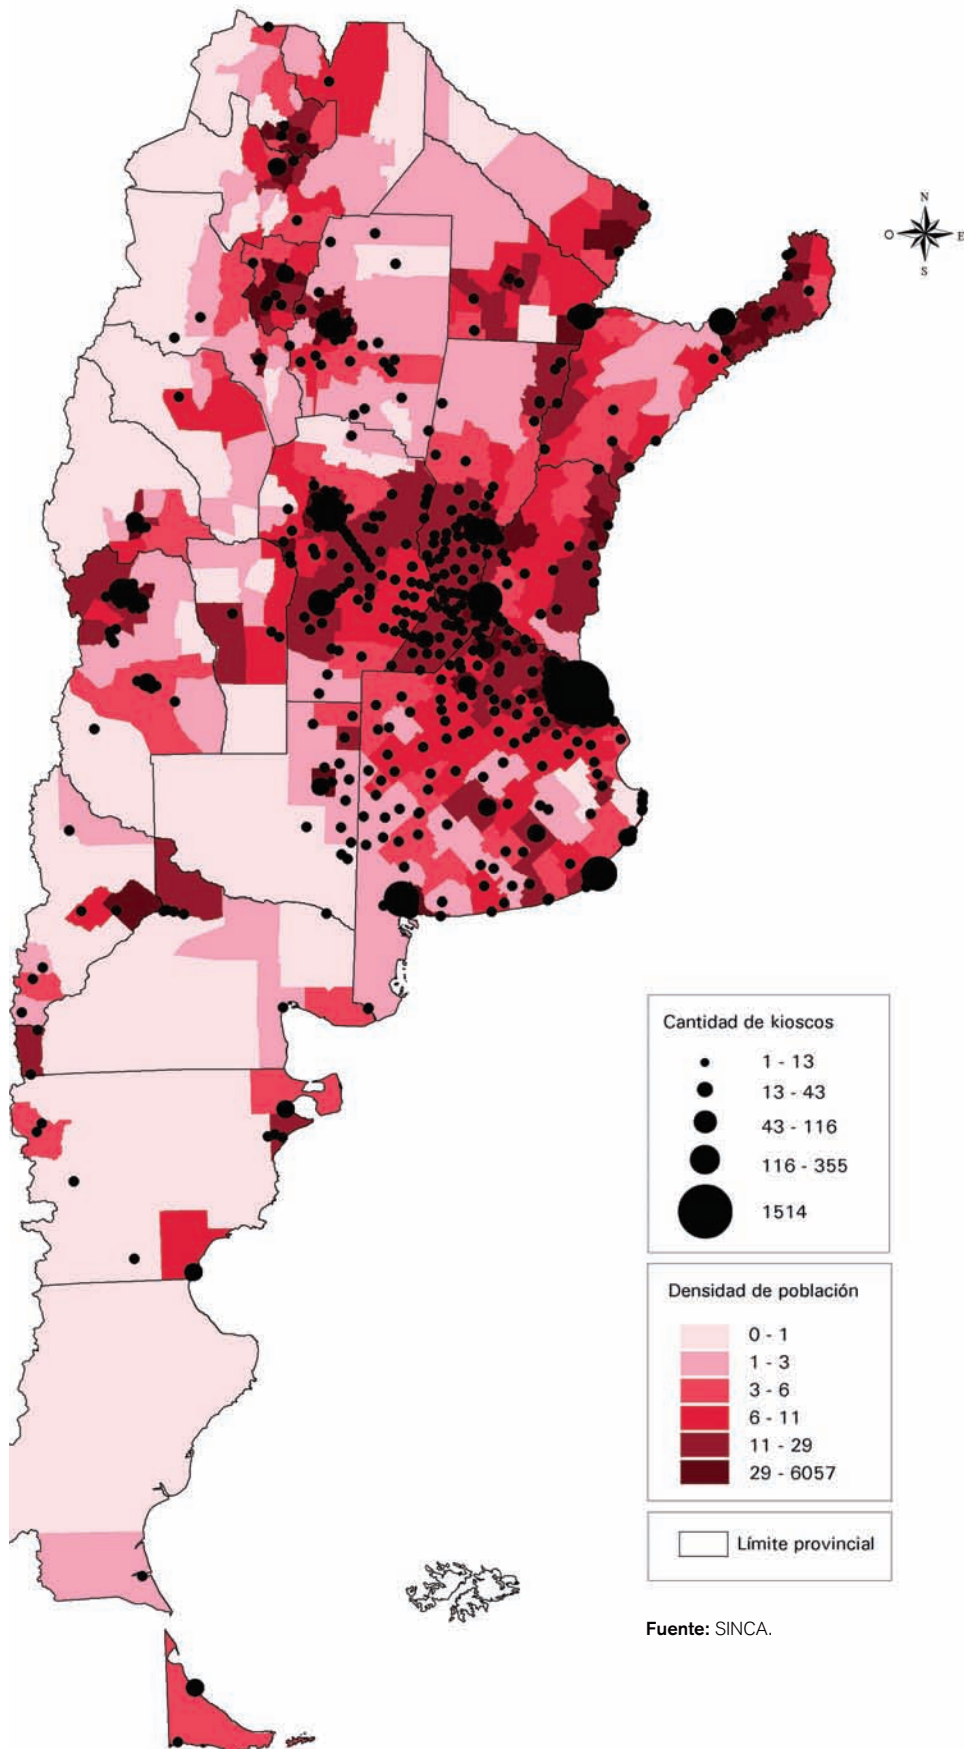 N
O
E
S
Cantidad de kioscos
1 - 13
13 - 43
43 - 116
116 - 355
1514
Densidad de población
0 - 1
1 - 3
3 - 6
6 - 11
11 - 29
29 - 6057
Límite provincial
Fuente: SINCA.